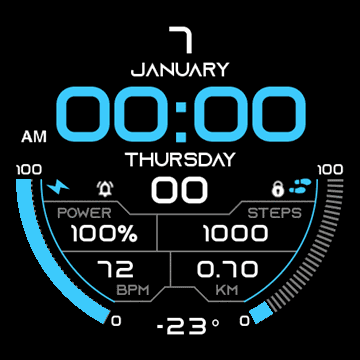 7
JANUARY
AM 00:00
THURSDAY
100 00 100
POWER STEPS
100% 1000
72 0.70
BPM KM
0 -23° 0